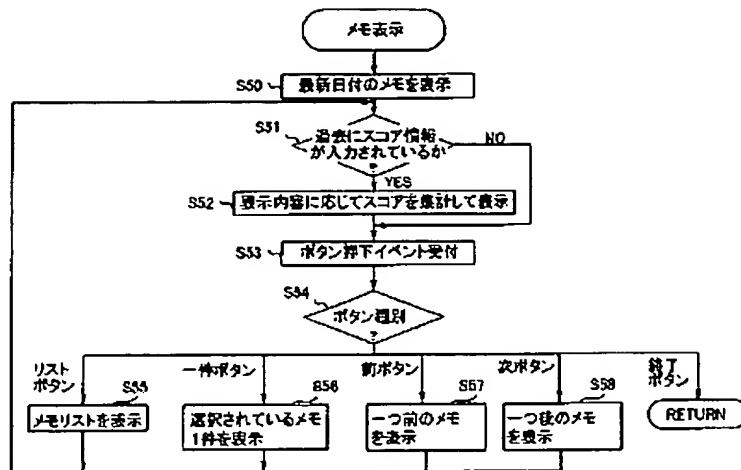 メモ表示
S50
最新日付のメモを表示
S51
過去にスコア情報
が入力されているか
?
NO
YES
S52
表示内容に応じてスコアを集計して表示
S53
ボタン押下イベント受付
S54
ボタン種別
?
リスト
ボタン
一件ボタン
前ボタン
次ボタン
終了
ボタン
S55
メモリストを表示
S56
選択されているメモ
1件を表示
S57
一つ前のメモ
を表示
S58
一つ後のメモ
を表示
RETURN